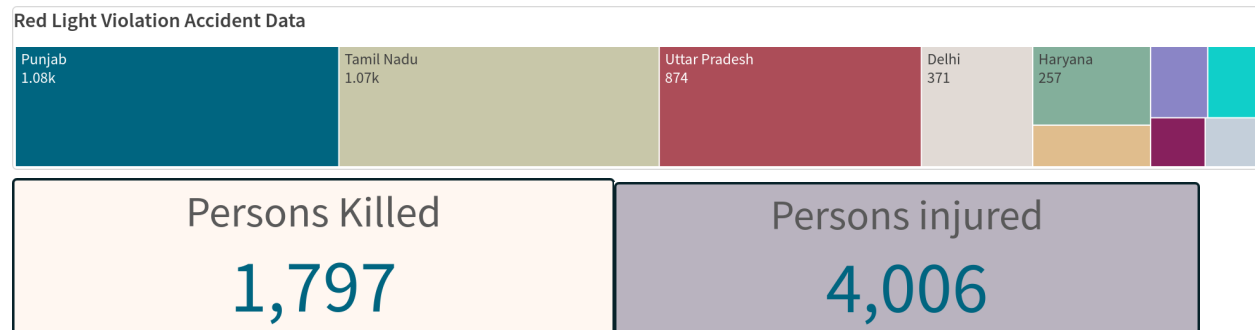 Red Light Violation Accident Data
Punjab
1.08k
Tamil Nadu
1.07k
Uttar Pradesh
874
Delhi
371
Haryana
257
Persons Killed
1,797
Persons injured
4,006